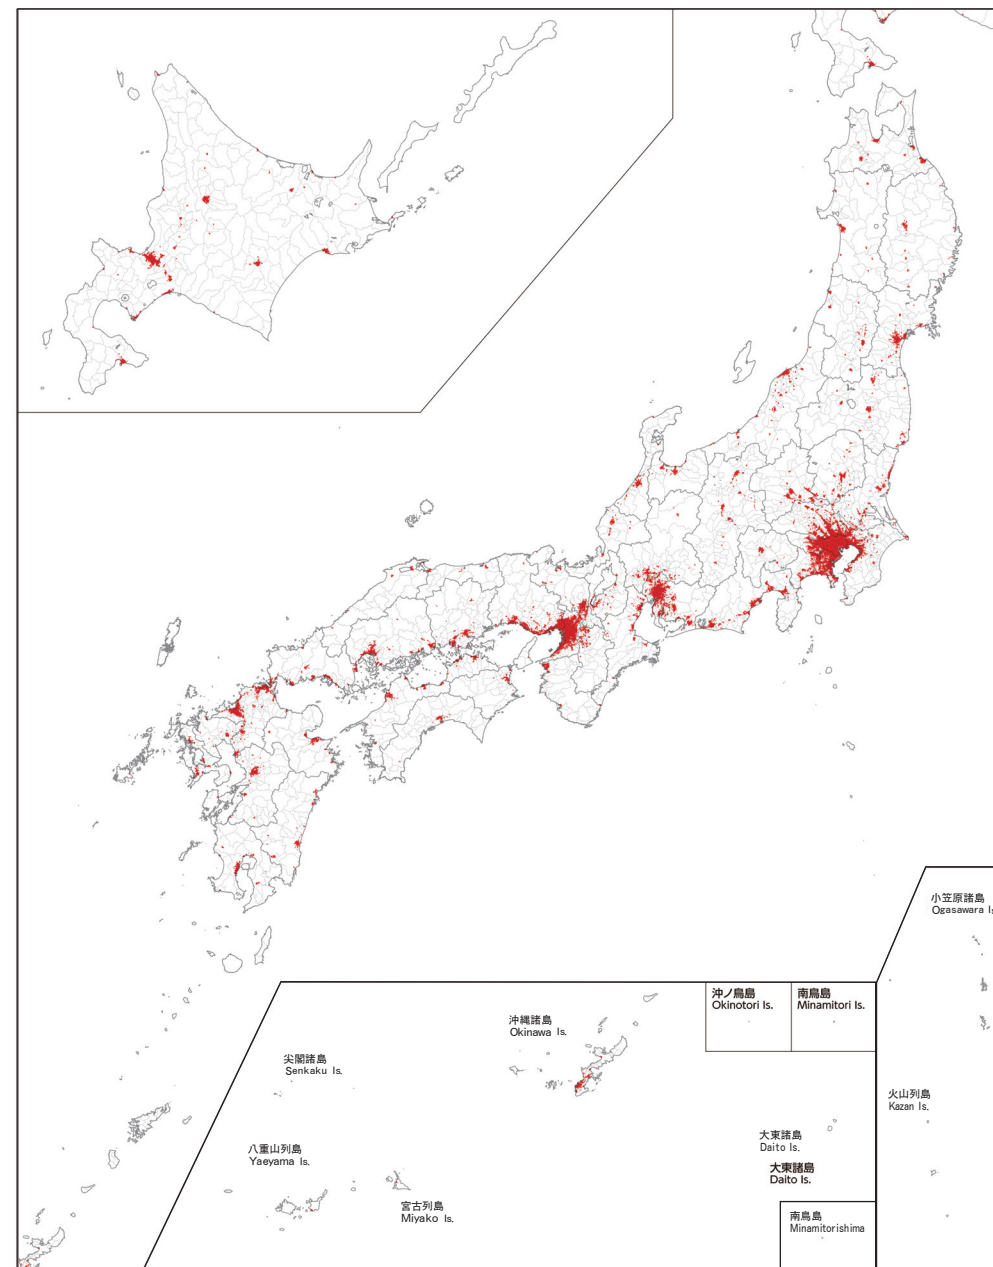 小笠原諸島
Ogasawara Is
沖ノ鳥島
Okinotori Is.
南鳥島
Minamitori Is.
沖縄諸島
Okinawa Is.
尖閣諸島
Senkaku Is.
火山列島
Kazan Is.
大東諸島
Daito Is.
八重山列島
Yaeyama Is.
大東諸島
Daito Is.
宮古列島
Miyako Is.
南鳥島
Minamitorishima